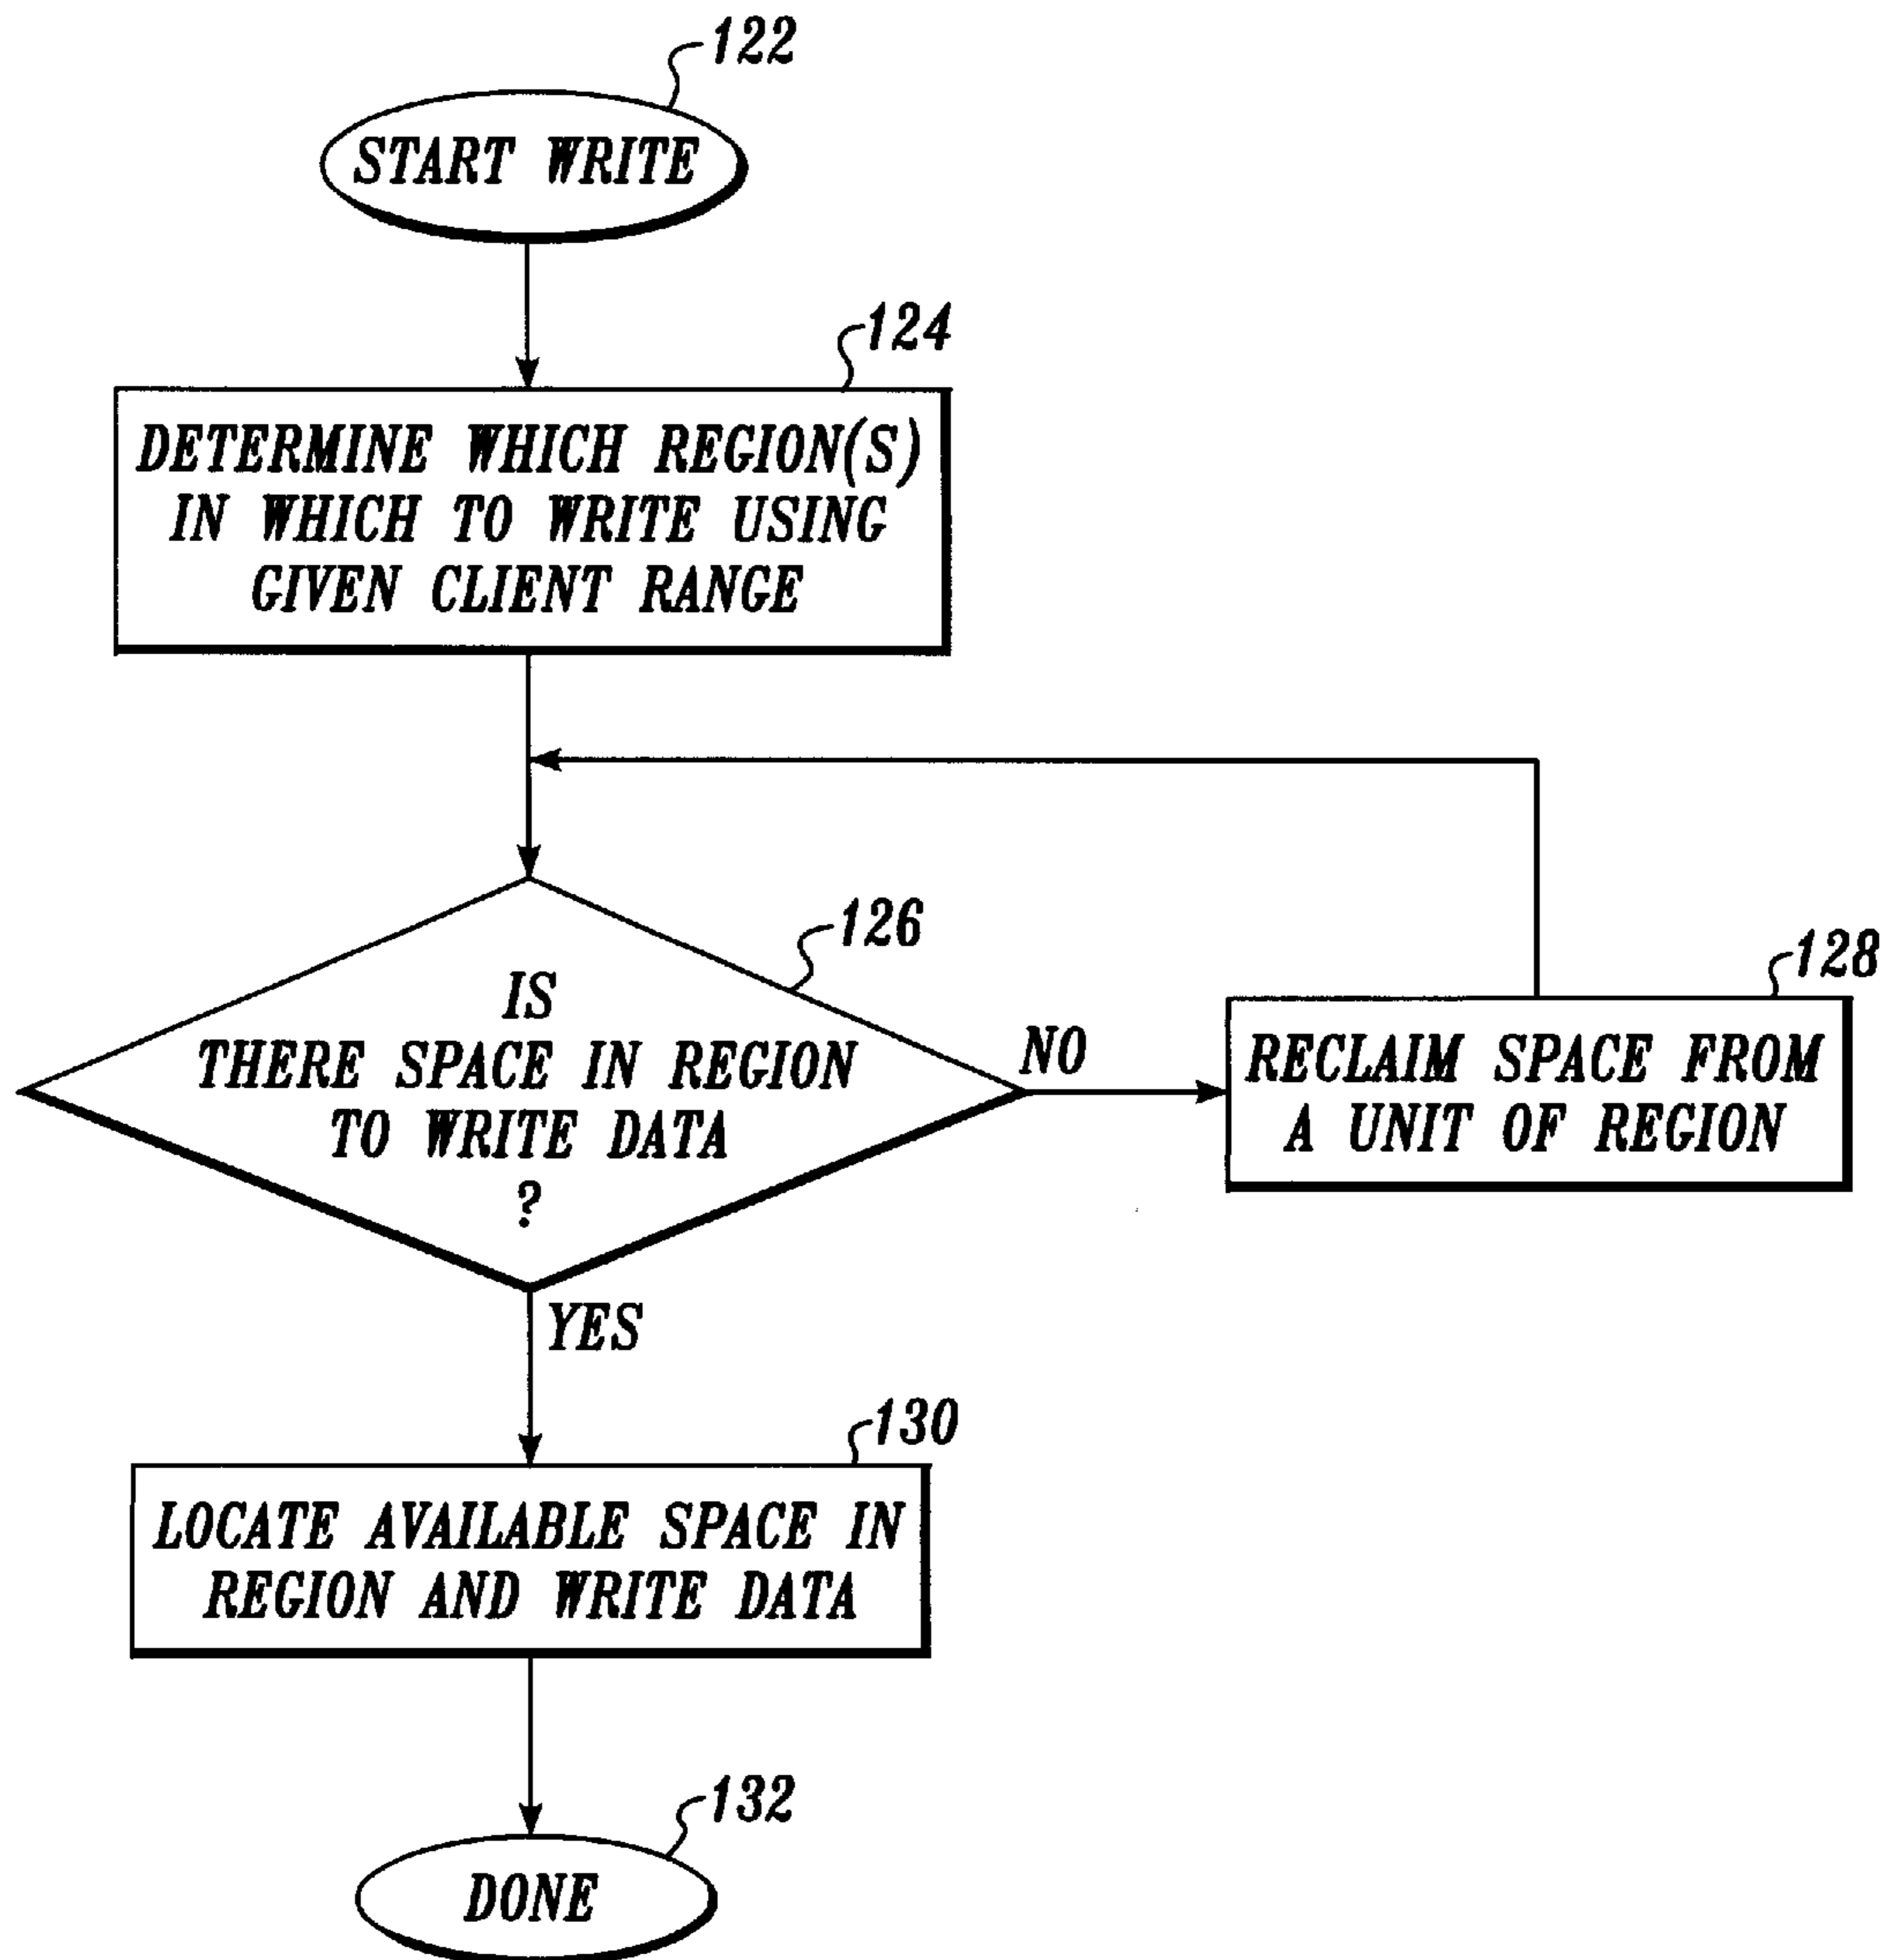 122
START WRITE
124
DETERMINE WHICH REGION(S)
IN WHICH TO WRITE USING
GIVEN CLIENT RANGE
126
IS
THERE SPACE IN REGION
TO WRITE DATA
?
NO
128
RECLAIM SPACE FROM
A UNIT OF REGION
YES
130
LOCATE AVAILABLE SPACE IN
REGION AND WRITE DATA
132
DONE